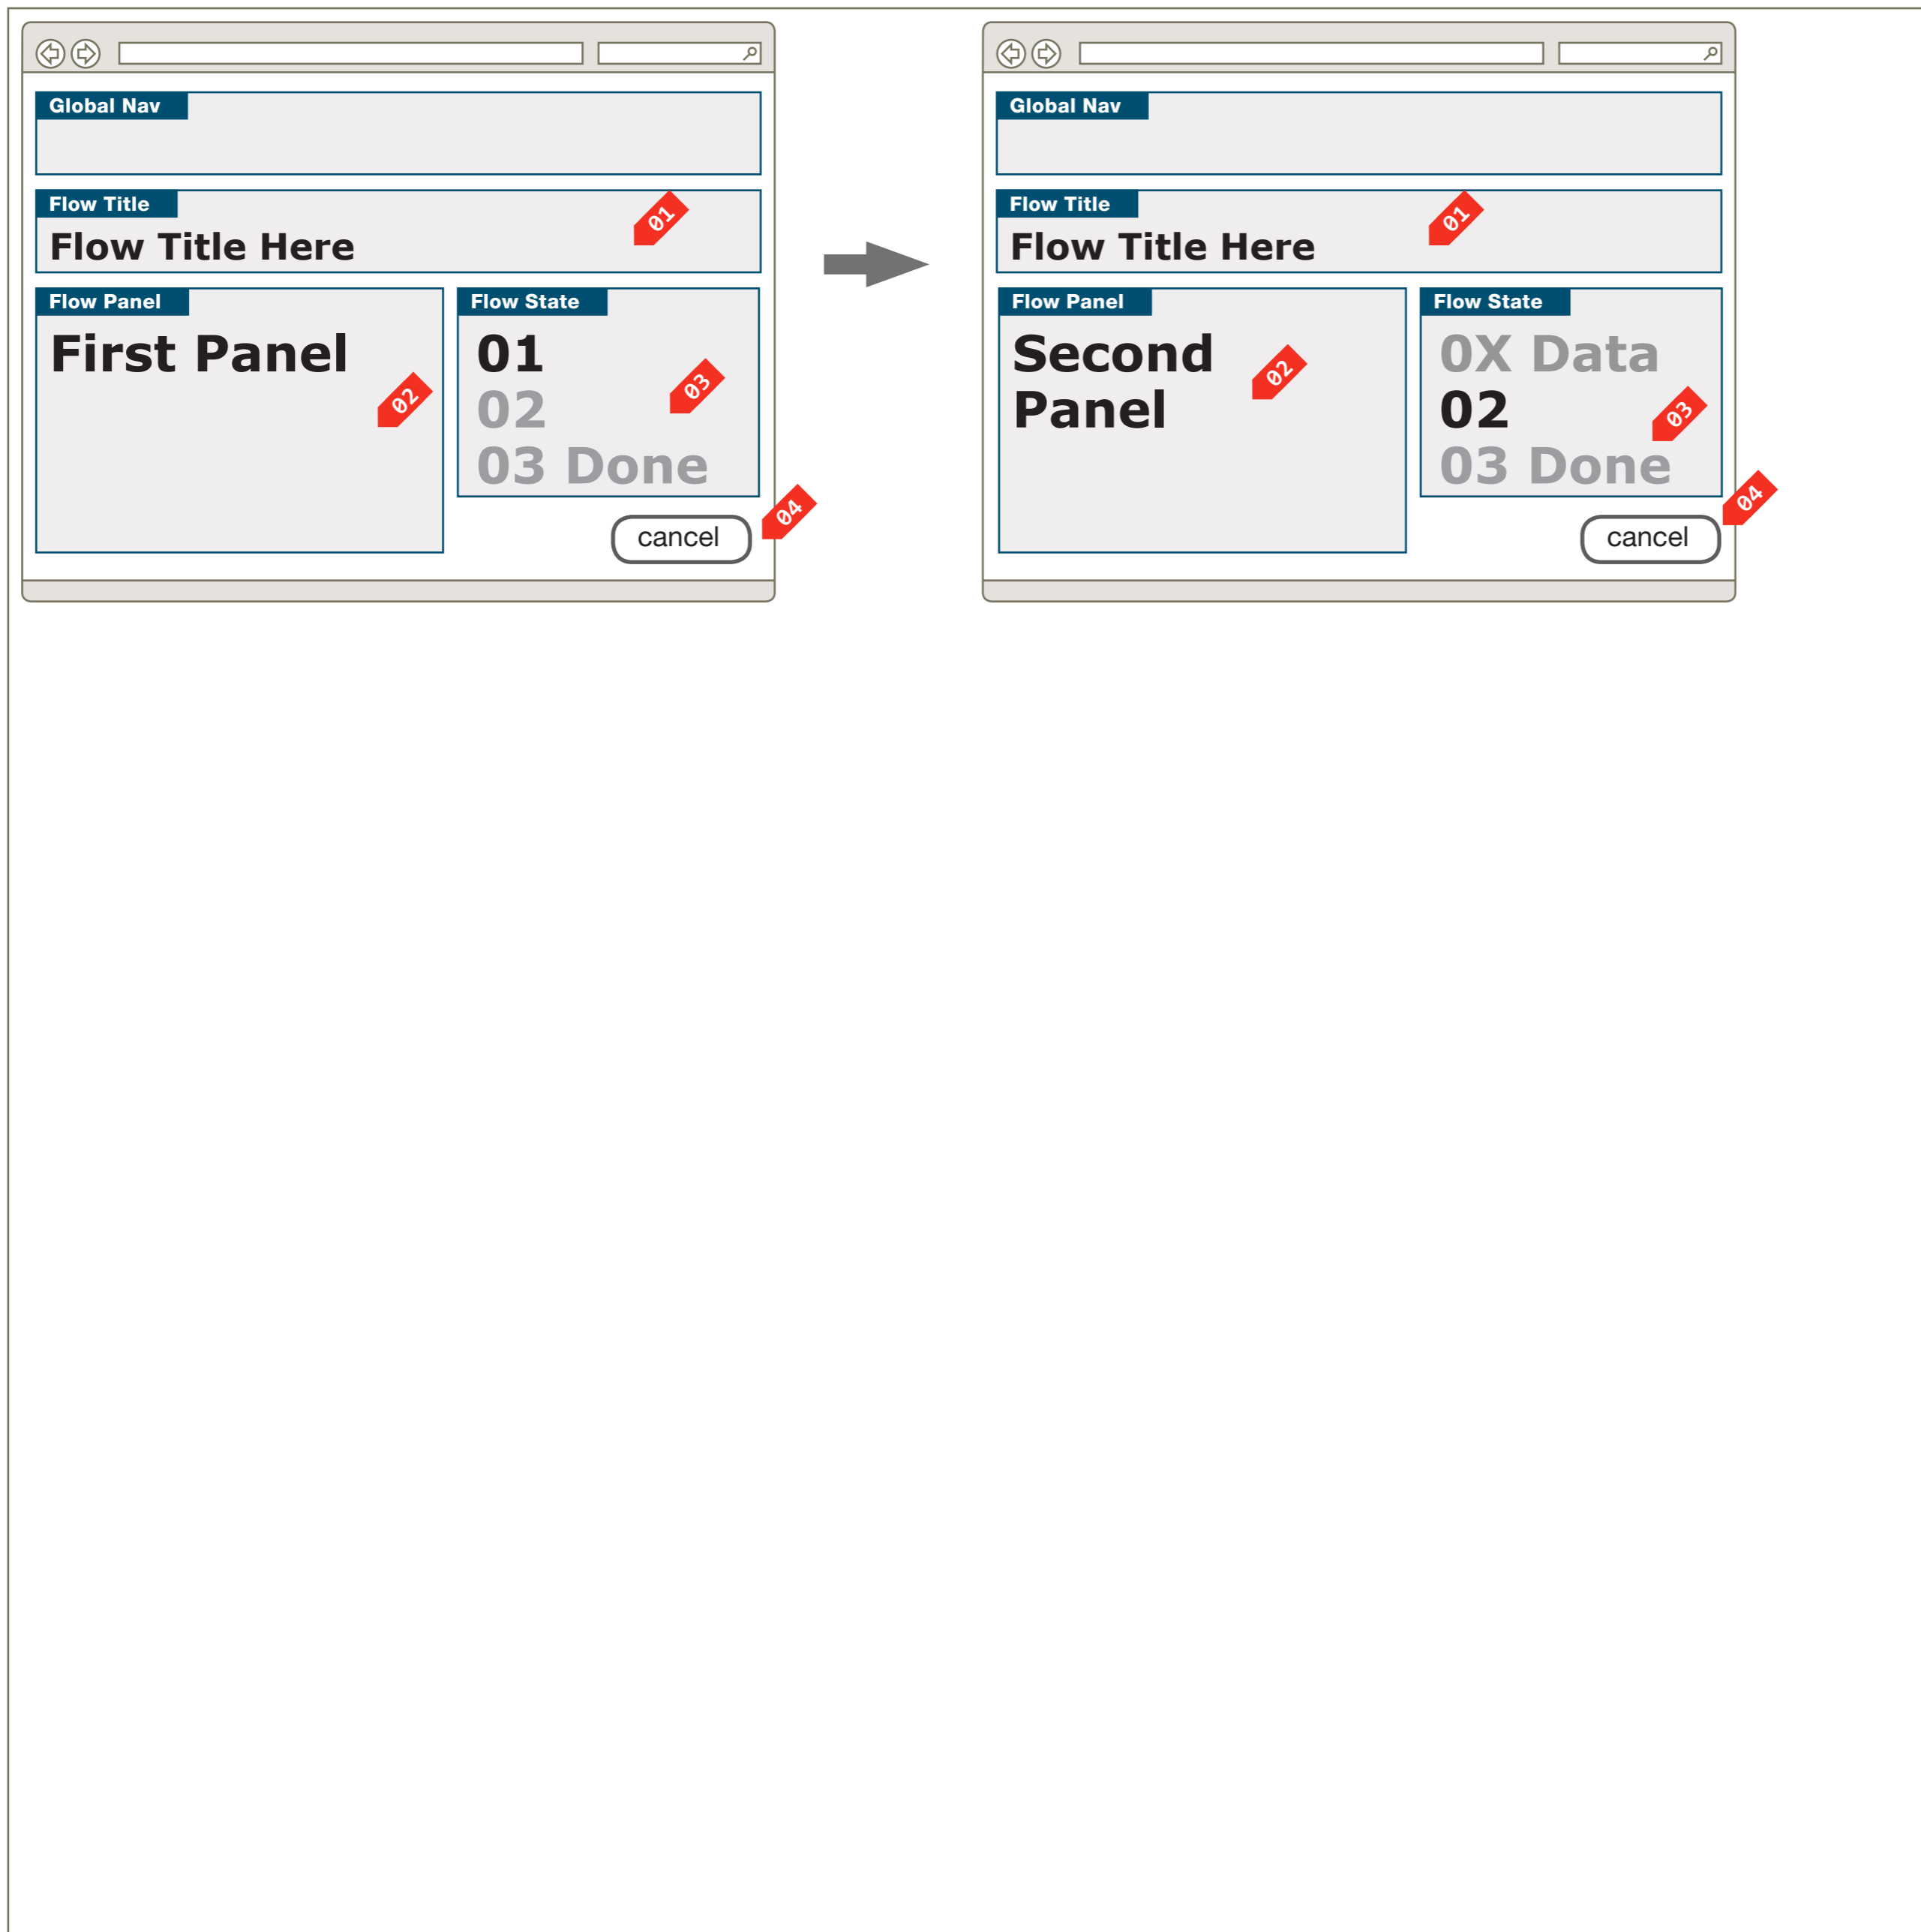 Global Nav
Flow Title
01
Flow Title Here
Flow Panel
First Panel
02
Flow State
01
02
03 Done
03
04
cancel
Global Nav
Flow Title
01
Flow Title Here
Flow Panel
Second
Panel
02
Flow State
0X Data
02
03 Done
03
04
cancel